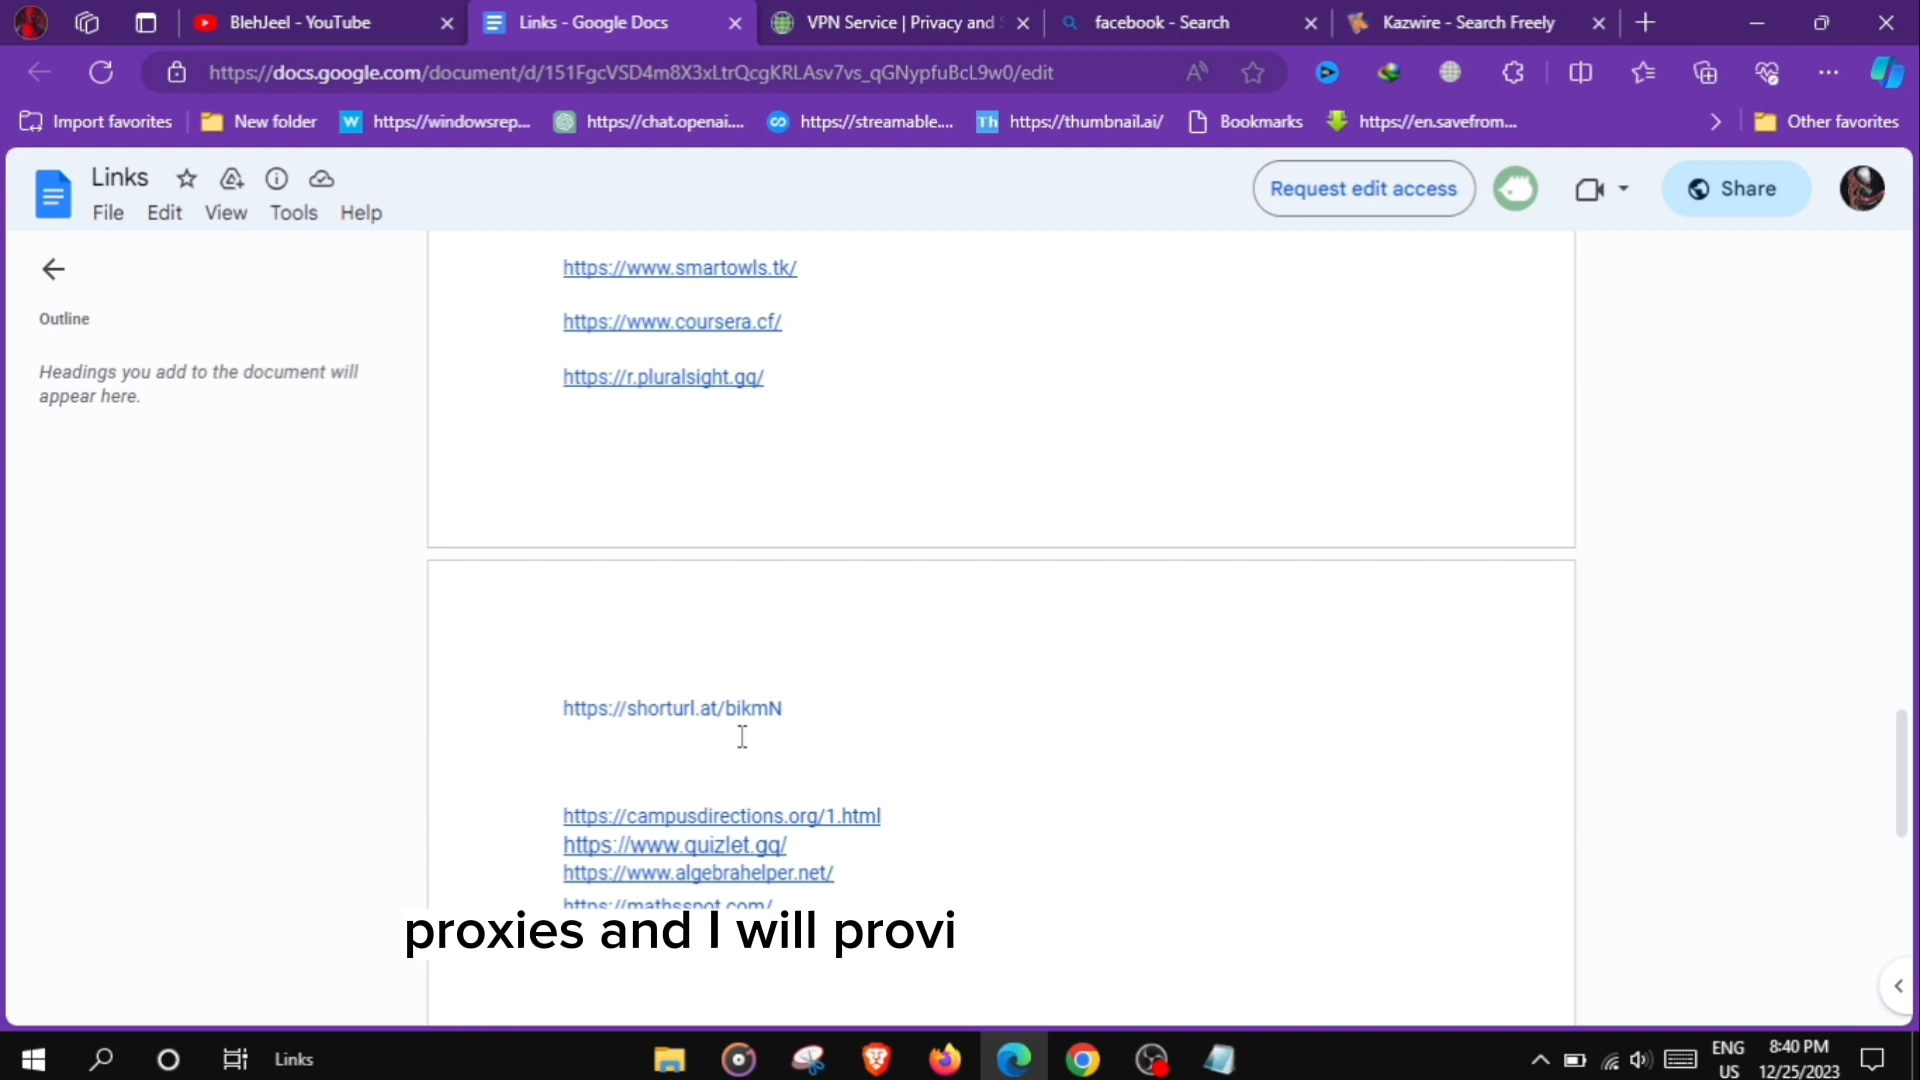 BlehJeel - YouTube
Links - Google Docs
VPN Service | Privacy and
facebook - Search
Kazwire - Search Freely
https://docs.google.com/document/d/151FgcVSD4m8X3xLtrQcgKRLAsv7vs_qGNypfuBcL9w0/edit
Import favorites
New folder
https://windowsrep...
https://chat.openai....
https://streamable....
Th https://thumbnail.ai/
Bookmarks
https://en.savefrom...
Other favorites
Links
File Edit View Tools Help
Request edit access
Share
Outline
Headings you add to the document will
appear here.
https://www.smartowls.tk/
https://www.coursera.cf/
https://r.pluralsight.gq/
https://shorturl.at/bikmN
https://campusdirections.org/1.html
https://www.quizlet.gq/
https://www.algebrahelper.net/
https://mathsspot.com/
proxies and I will provi
Links
ENG
US
8:40 PM
12/25/2023